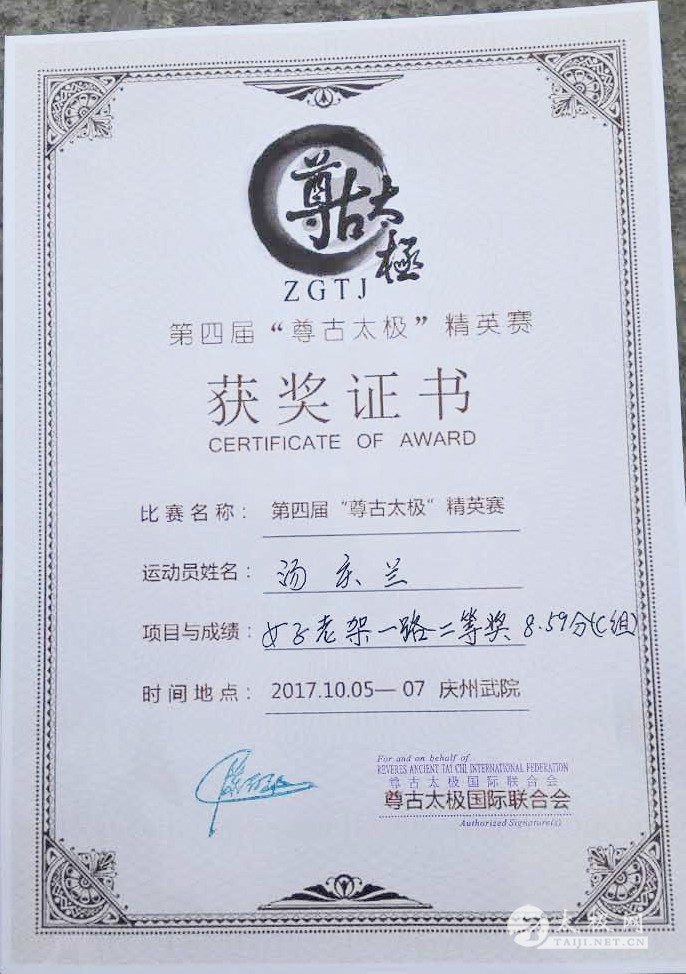 尊古太極
ZGTJ
第四届“尊古太极”精英赛
获奖证书
CERTIFICATE OF AWARD
比赛名称: 第四届“尊古太极”精英赛
运动员姓名: 汤庆兰
项目与成绩: 女子老架一路二等奖 8.59分(C组)
时间地点: 2017.10.05—07 庆州武院
For and on behalf of
REVERES ANCIENT TAI CHI INTERNATIONAL FEDERATION
尊古太极国际联合会
尊古太极国际联合会
Authorized Signature(s)
太极网
TAIJI.NET.CN